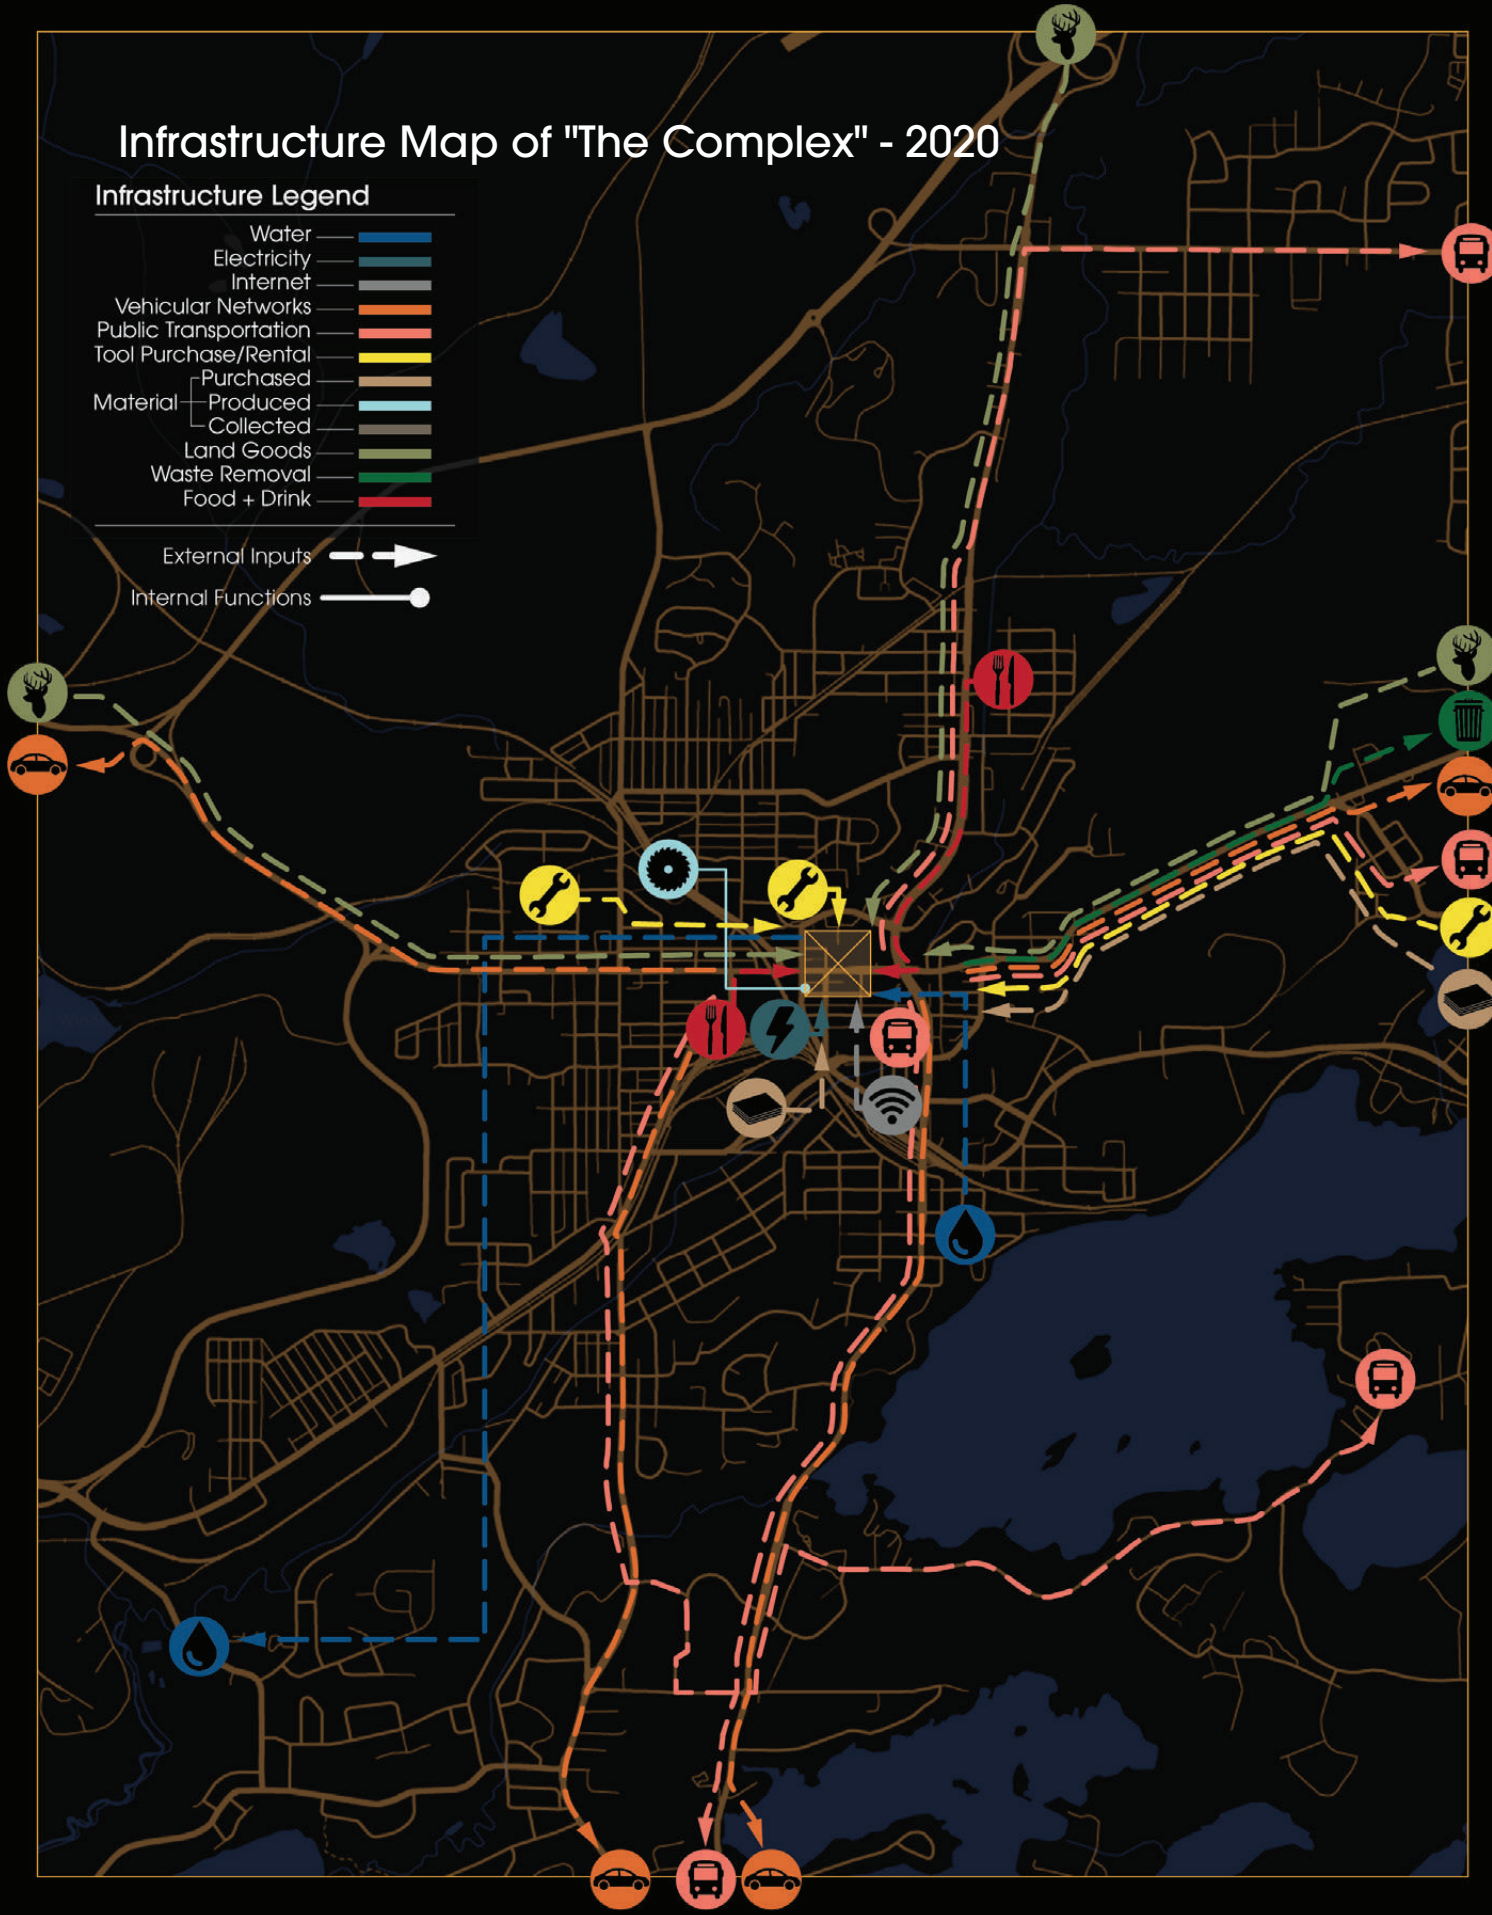 Infrastructure Map of "The Complex" - 2020
Infrastructure Legend
Water
Electricity
Internet
Vehicular Networks
Public Transportation
Tool Purchase/Rental
Purchased
Material Produced
Collected
Land Goods
Waste Removal
Food + Drink
External Inputs
Internal Functions